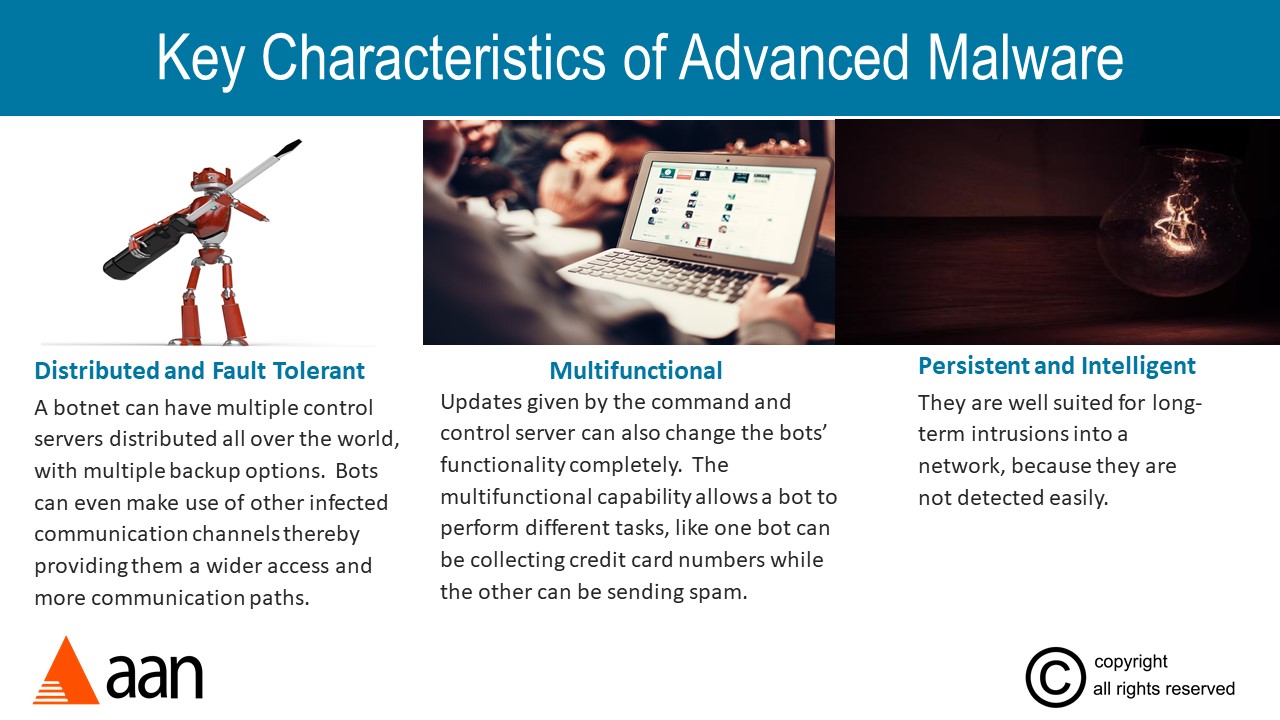 Key Characteristics of Advanced Malware
Distributed and Fault Tolerant
A botnet can have multiple control
servers distributed all over the world,
with multiple backup options.  Bots
can even make use of other infected
communication channels thereby
providing them a wider access and
more communication paths.
Multifunctional
Updates given by the command and
control server can also change the bots’
functionality completely.  The
multifunctional capability allows a bot to
perform different tasks, like one bot can
be collecting credit card numbers while
the other can be sending spam.
Persistent and Intelligent
They are well suited for long-
term intrusions into a
network, because they are
not detected easily.
aan
© copyright
all rights reserved